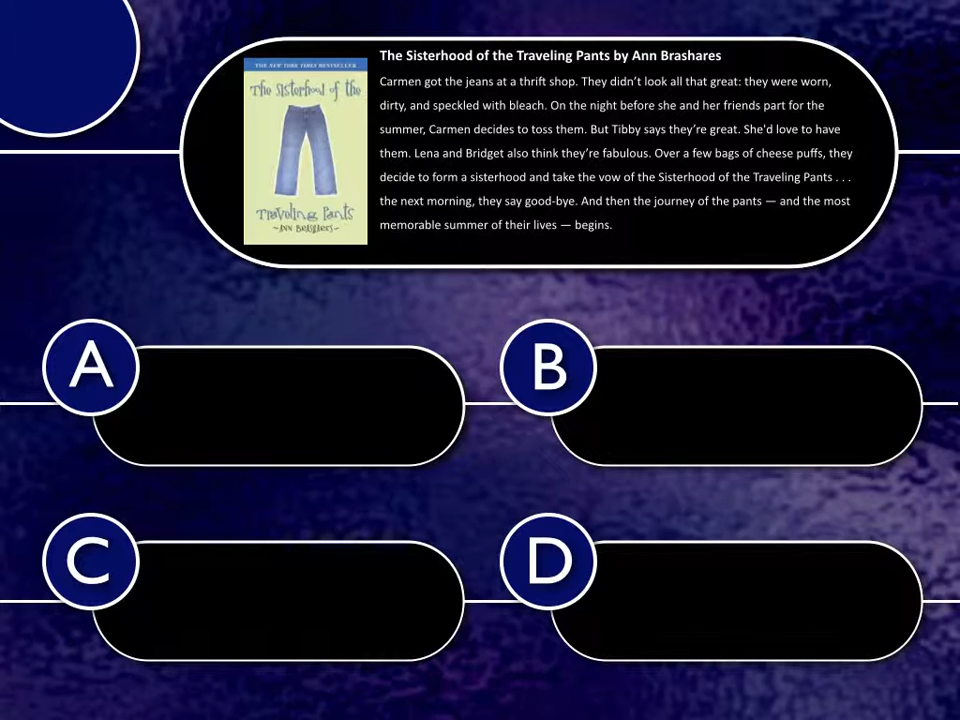 The Sisterhood of the Traveling Pants by Ann Brashares
THE NEW YORK TIMES BESTSELLER
The Sisterhood of the
Traveling Pants
~ANN BRASHARES~
Carmen got the jeans at a thrift shop. They didn’t look all that great: they were worn,
dirty, and speckled with bleach. On the night before she and her friends part for the
summer, Carmen decides to toss them. But Tibby says they’re great. She'd love to have
them. Lena and Bridget also think they’re fabulous. Over a few bags of cheese puffs, they
decide to form a sisterhood and take the vow of the Sisterhood of the Traveling Pants . . .
the next morning, they say good-bye. And then the journey of the pants — and the most
memorable summer of their lives — begins.
A
B
C
D